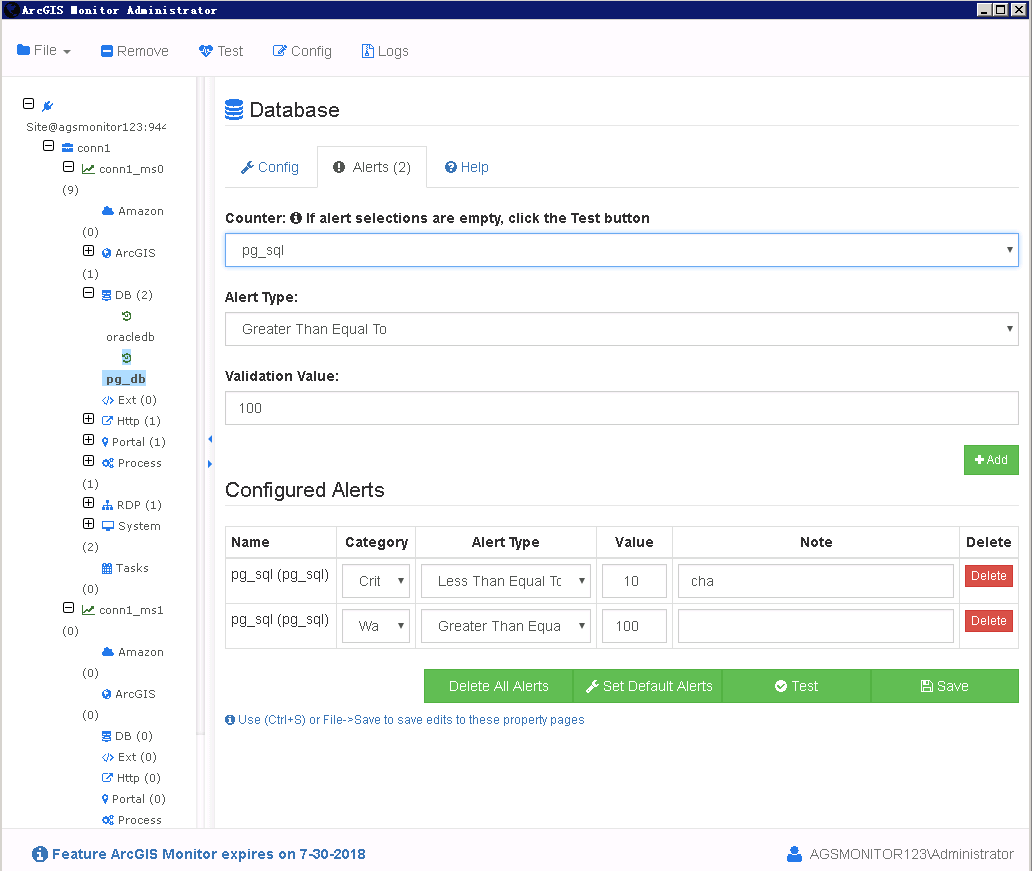 ArcGIS Monitor Administrator
File Remove Test Config Logs
Site@agsmonitor123:944
conn1
conn1_ms0
(9)
Amazon
(0)
ArcGIS
(1)
DB (2)
oracledb
pg_db
Ext (0)
Http (1)
Portal (1)
Process
(1)
RDP (1)
System
(2)
Tasks
(0)
conn1_ms1
(0)
Amazon
(0)
ArcGIS
(0)
DB (0)
Ext (0)
Http (0)
Portal (0)
Process
Database
Config Alerts (2) Help
Counter: If alert selections are empty, click the Test button
pg_sql
Alert Type:
Greater Than Equal To
Validation Value:
100
Add
Configured Alerts
Name Category Alert Type Value Note Delete
pg_sql (pg_sql) Crit Less Than Equal To 10 cha Delete
pg_sql (pg_sql) Wa Greater Than Equa 100 Delete
Delete All Alerts Set Default Alerts Test Save
Use (Ctrl+S) or File->Save to save edits to these property pages
Feature ArcGIS Monitor expires on 7-30-2018
AGSMONITOR123\Administrator